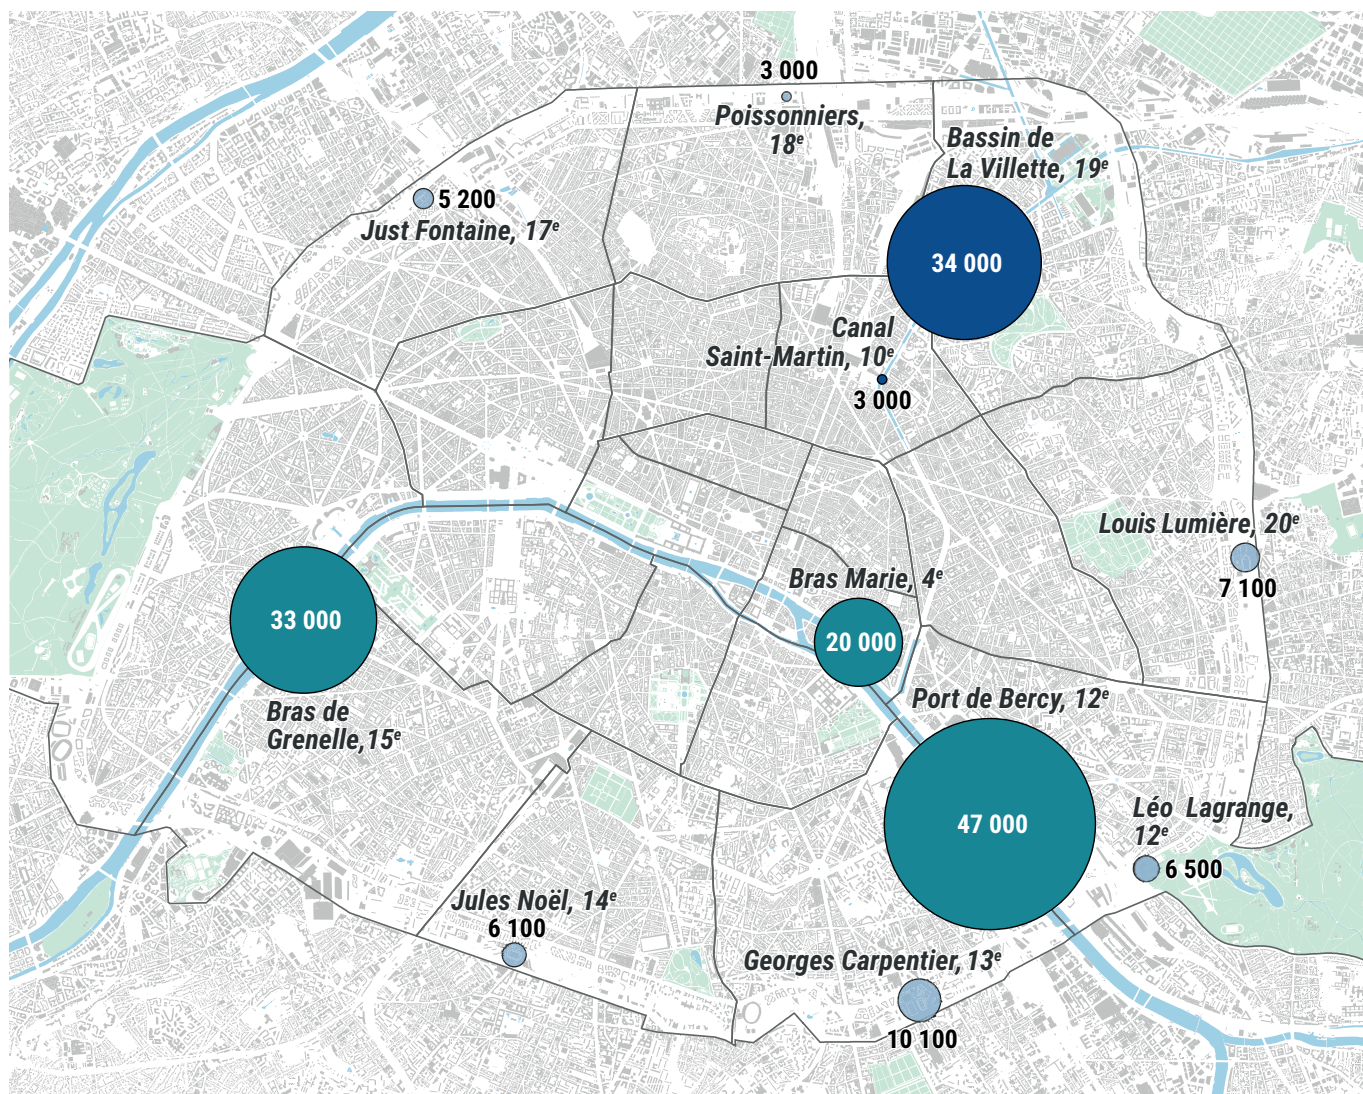 3 000
Poissonniers,
18e
Bassin de
La Villette, 19e
5 200
Just Fontaine, 17e
34 000
Canal
Saint-Martin, 10e
3 000
Louis Lumière, 20e
7 100
Bras Marie, 4e
20 000
33 000
Bras de
Grenelle,15e
Port de Bercy, 12e
47 000
Léo Lagrange,
12e
6 500
Jules Noël, 14e
6 100
Georges Carpentier, 13e
10 100